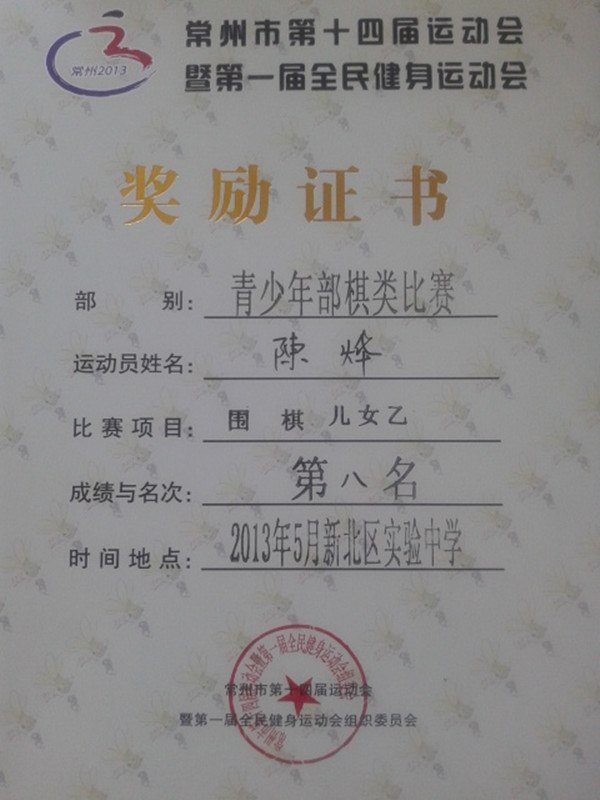 常州2013
常州市第十四届运动会
暨第一届全民健身运动会
奖励证书
部 别：青少年部棋类比赛
运动员姓名：陈烨
比赛项目：围棋 儿女乙
成绩与名次：第八名
时间地点：2013年5月新北区实验中学
常州市第十四届运动会
暨第一届全民健身运动会组织委员会